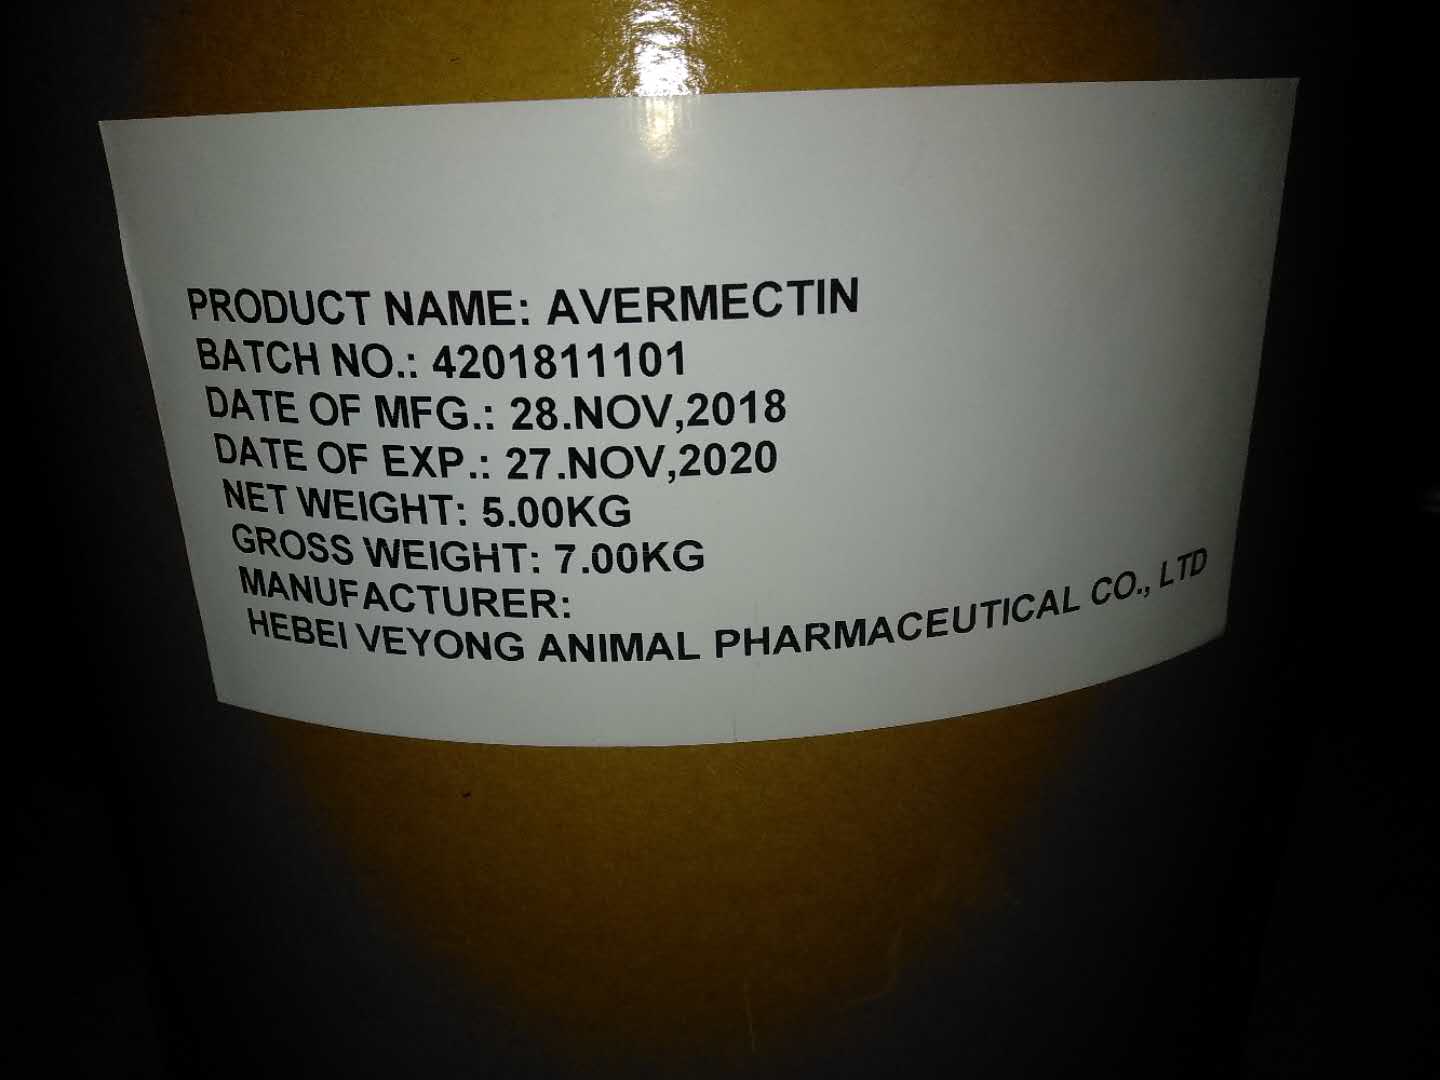 PRODUCT NAME: AVERMECTIN
BATCH NO.: 4201811101
DATE OF MFG.: 28.NOV,2018
DATE OF EXP.: 27.NOV,2020
NET WEIGHT: 5.00KG
GROSS WEIGHT: 7.00KG
MANUFACTURER:
HEBEI VEYONG ANIMAL PHARMACEUTICAL CO., LTD